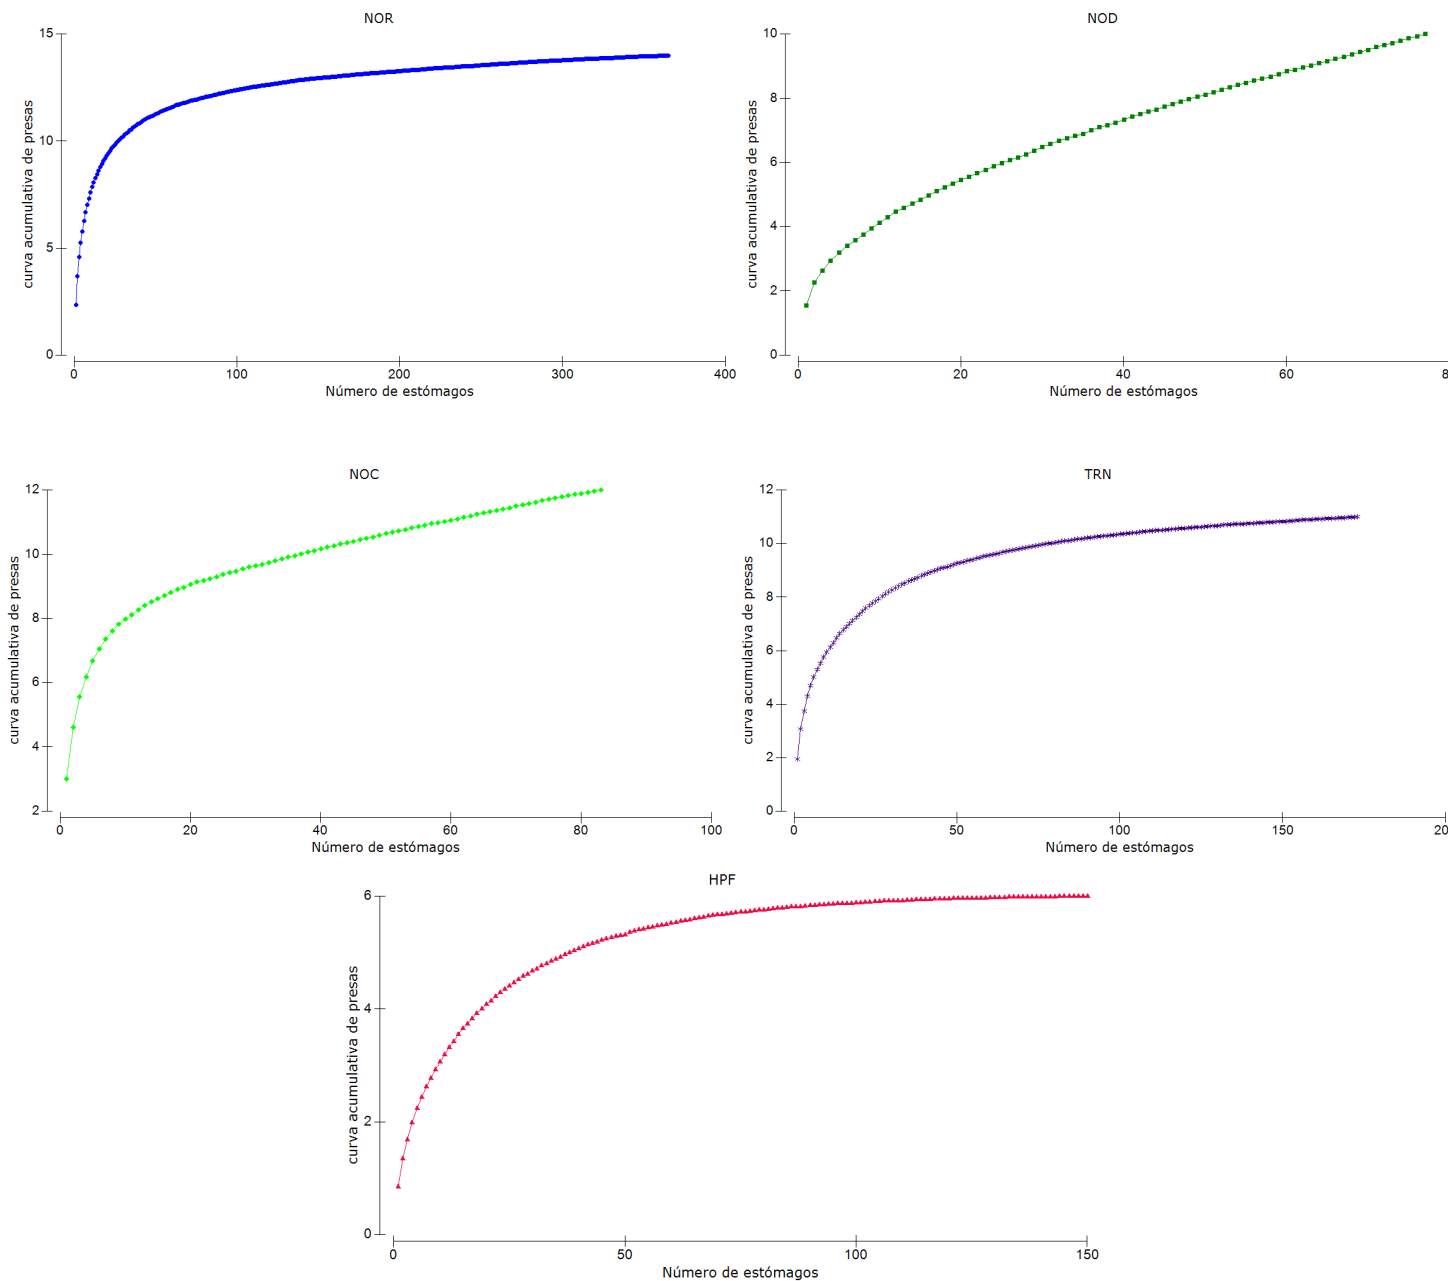 NOR
curva acumulativa de presas
15
10
5
0
0 100 200 300 400
Número de estómagos
NOD
curva acumulativa de presas
10
8
6
4
2
0
0 20 40 60 8
Número de estómagos
NOC
curva acumulativa de presas
12
10
8
6
4
2
0 20 40 60 80 100
Número de estómagos
TRN
curva acumulativa de presas
12
10
8
6
4
2
0
0 50 100 150 20
Número de estómagos
HPF
curva acumulativa de presas
6
4
2
0
0 50 100 150
Número de estómagos